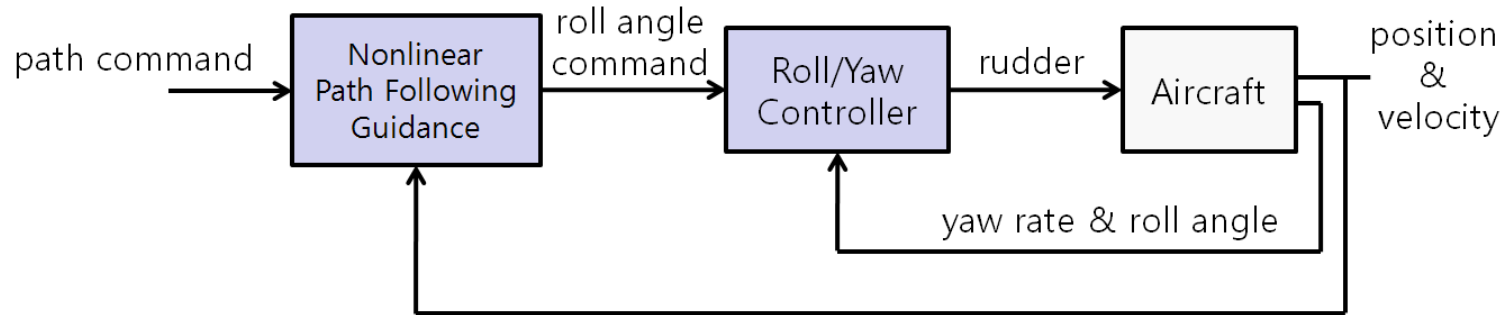 path command
Nonlinear
Path Following
Guidance
roll angle
command
Roll/Yaw
Controller
rudder
Aircraft
position
&
velocity
yaw rate & roll angle